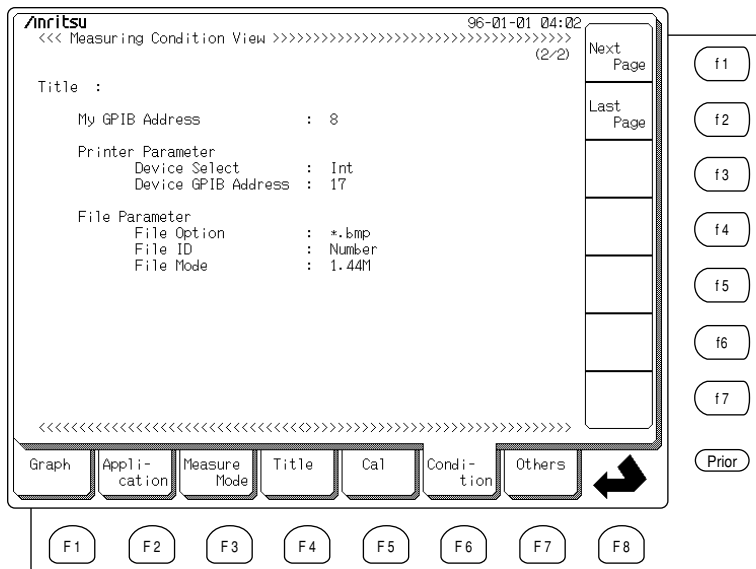 Anritsu 96-01-01 04:02
<<< Measuring Condition View >>>>>>>>>>>>>>>>>>>>>>>>>>>>>>>>>>>>>
(2/2)
Title :
My GPIB Address : 8
Printer Parameter
Device Select : Int
Device GPIB Address : 17
File Parameter
File Option : *.bmp
File ID : Number
File Mode : 1.44M
<<<<<<<<<<<<<<<<<<<<<<<<<<<<<<<<<>>>>>>>>>>>>>>>>>>>>>>>>>>>>>>>>>
Next
Page
Last
Page
f1
f2
f3
f4
f5
f6
f7
Prior
Graph
Appli-
cation
Measure
Mode
Title
Cal
Condi-
tion
Others
F1 F2 F3 F4 F5 F6 F7 F8